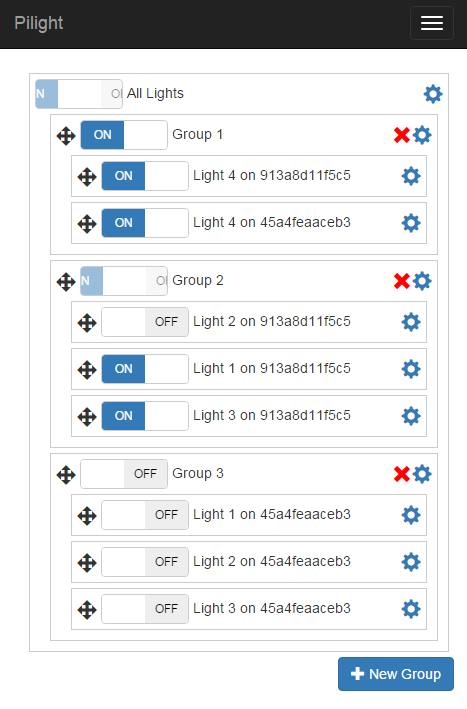 Pilight
N OI All Lights
ON Group 1
ON Light 4 on 913a8d11f5c5
ON Light 4 on 45a4feaaceb3
N OI Group 2
OFF Light 2 on 913a8d11f5c5
ON Light 1 on 913a8d11f5c5
ON Light 3 on 913a8d11f5c5
OFF Group 3
OFF Light 1 on 45a4feaaceb3
OFF Light 2 on 45a4feaaceb3
OFF Light 3 on 45a4feaaceb3
New Group